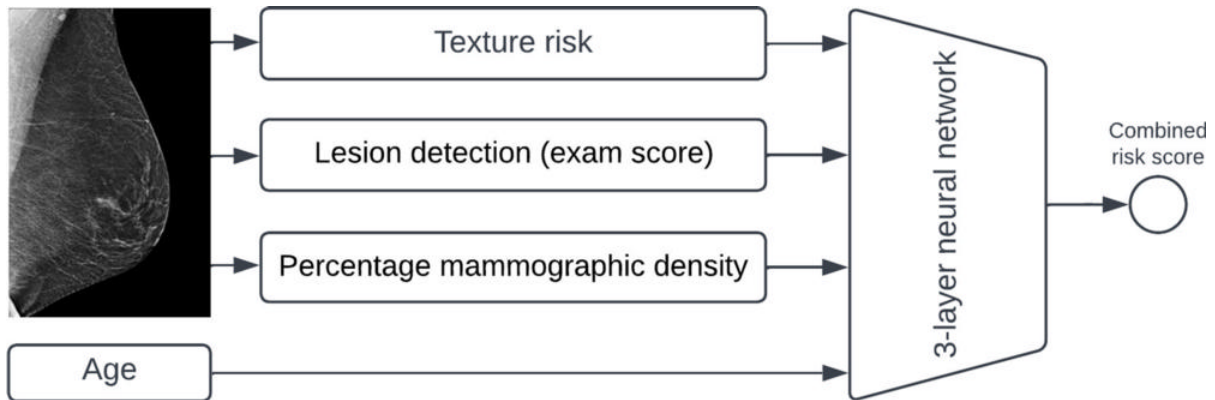 Texture risk
Lesion detection (exam score)
Percentage mammographic density
Age
3-layer neural network
Combined
risk score